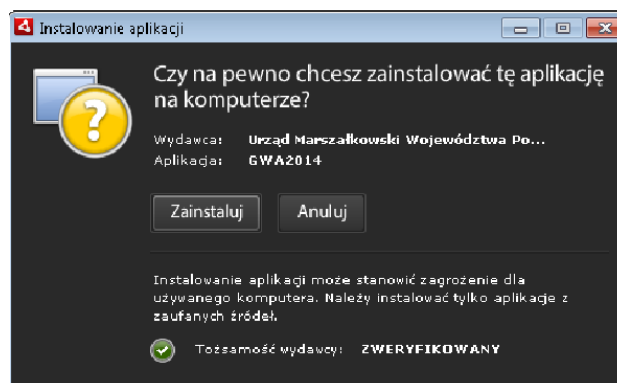 Instalowanie aplikacji
Czy na pewno chcesz zainstalować tę aplikację
na komputerze?
Wydawca: Urząd Marszałkowski Województwa Po...
Aplikacja: GWA2014
Zainstaluj Anuluj
Instalowanie aplikacji może stanowić zagrożenie dla
używanego komputera. Należy instalować tylko aplikacje z
zaufanych źródeł.
Tożsamość wydawcy: ZWERYFIKOWANY